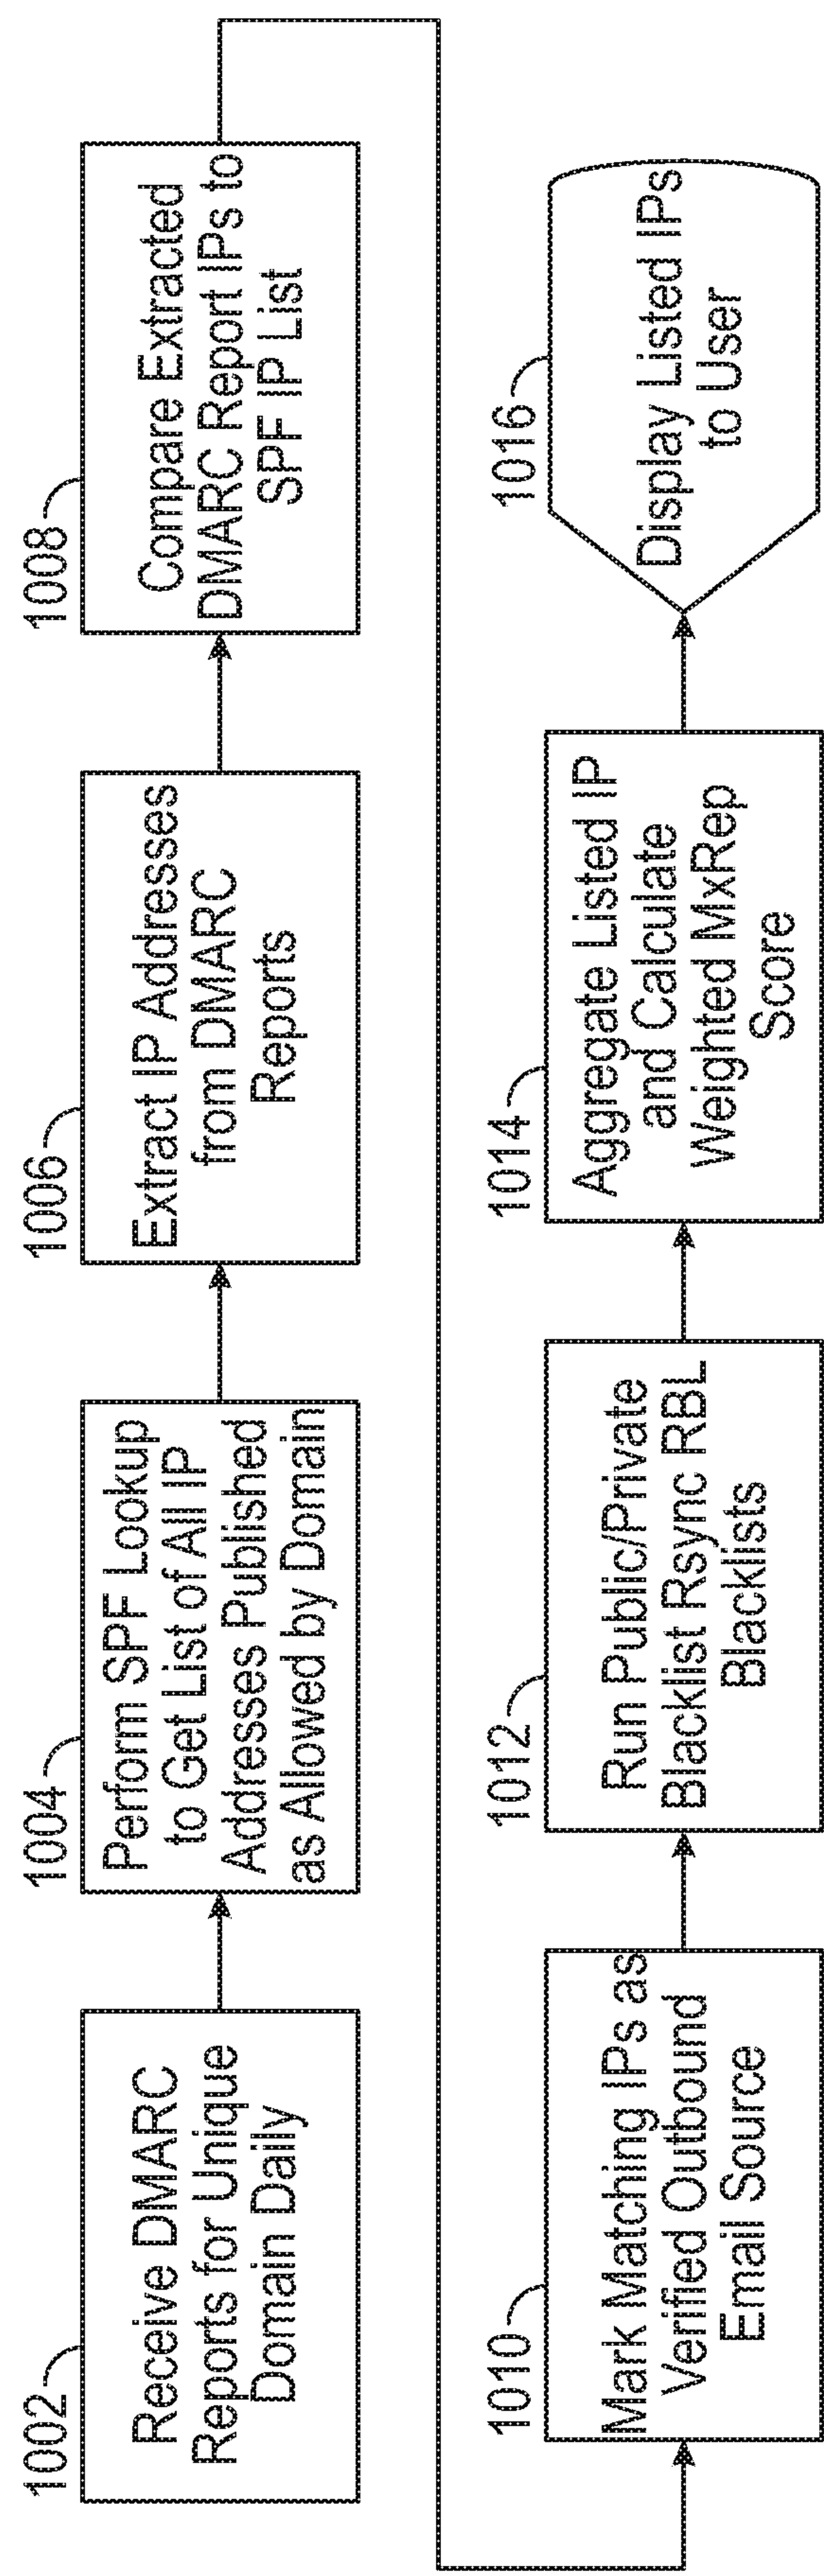 1002
Receive DMARC
Reports for Unique
Domain Daily
1004
Perform SPF Lookup
to Get List of All IP
Addresses Published
as Allowed by Domain
1006
Extract IP Addresses
from DMARC
Reports
1008
Compare Extracted
DMARC Report IPs to
SPF IP List
1010
Mark Matching IPs as
Verified Outbound
Email Source
1012
Run Public/Private
Blacklist Rsync RBL
Blacklists
1014
Aggregate Listed IP
and Calculate
Weighted MxRep
Score
1016
Display Listed IPs
to User